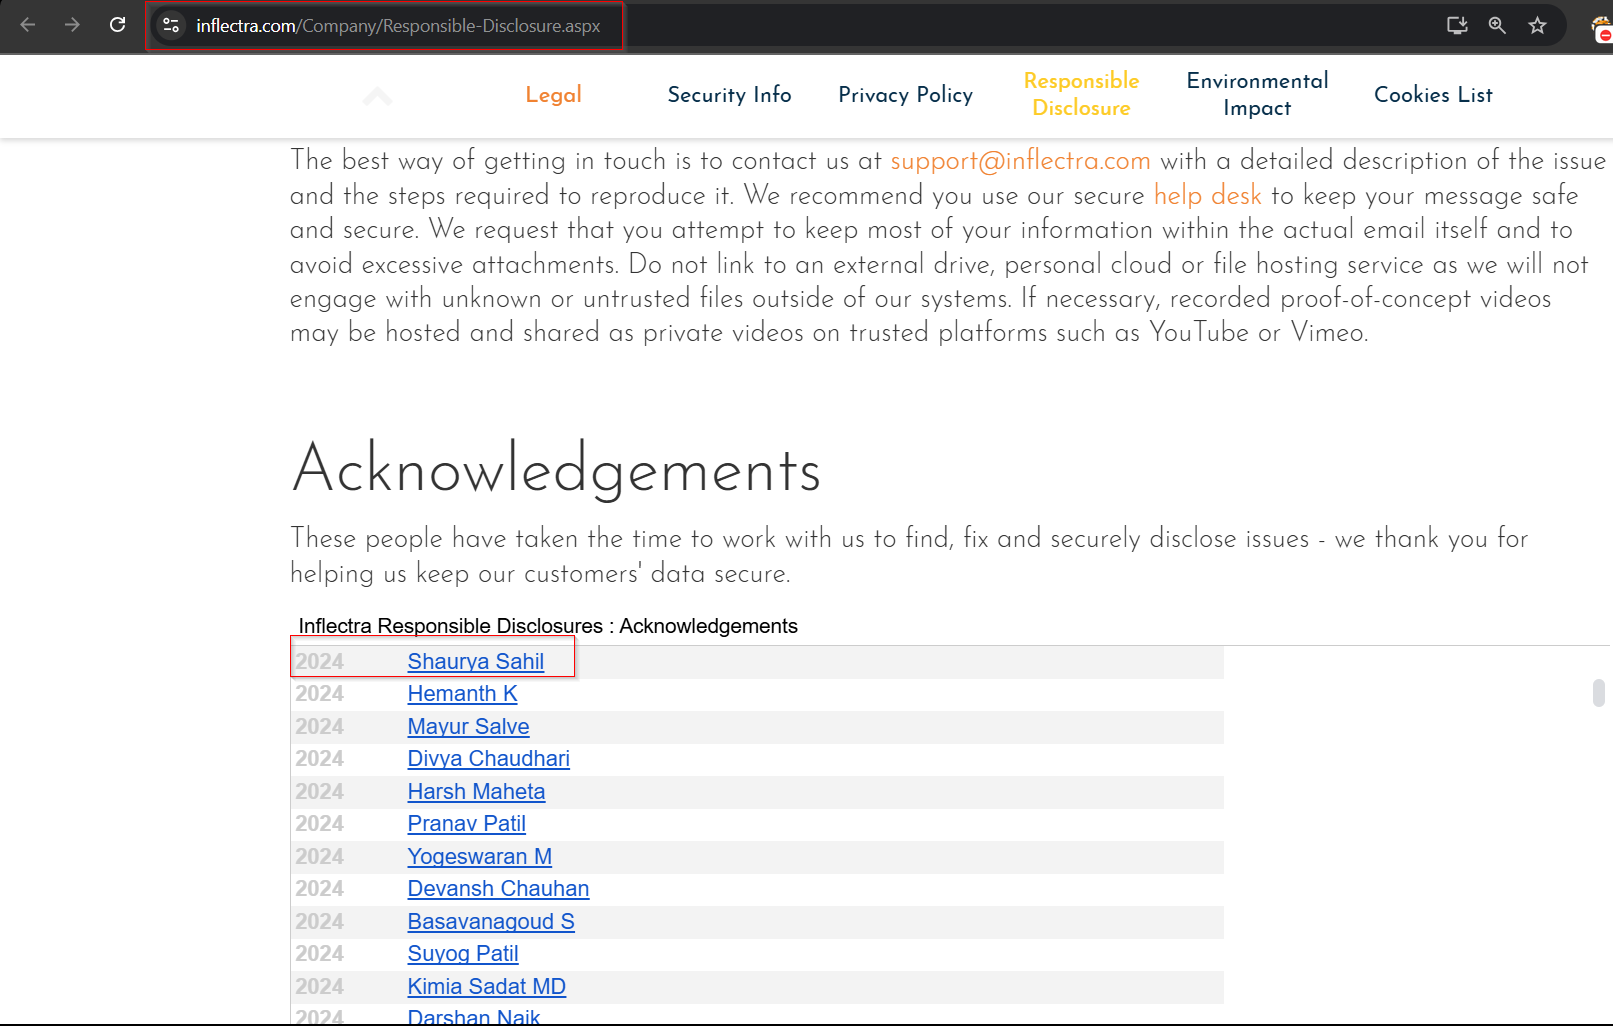 inflectra.com/Company/Responsible-Disclosure.aspx
Legal
Security Info
Privacy Policy
Responsible
Disclosure
Environmental
Impact
Cookies List
The best way of getting in touch is to contact us at support@inflectra.com with a detailed description of the issue
and the steps required to reproduce it. We recommend you use our secure help desk to keep your message safe
and secure. We request that you attempt to keep most of your information within the actual email itself and to
avoid excessive attachments. Do not link to an external drive, personal cloud or file hosting service as we will not
engage with unknown or untrusted files outside of our systems. If necessary, recorded proof-of-concept videos
may be hosted and shared as private videos on trusted platforms such as YouTube or Vimeo.
Acknowledgements
These people have taken the time to work with us to find, fix and securely disclose issues - we thank you for
helping us keep our customers' data secure.
Inflectra Responsible Disclosures : Acknowledgements
2024 Shaurya Sahil
2024 Hemanth K
2024 Mayur Salve
2024 Divya Chaudhari
2024 Harsh Maheta
2024 Pranav Patil
2024 Yogeswaran M
2024 Devansh Chauhan
2024 Basavanagoud S
2024 Suyog Patil
2024 Kimia Sadat MD
2024 Darshan Naik